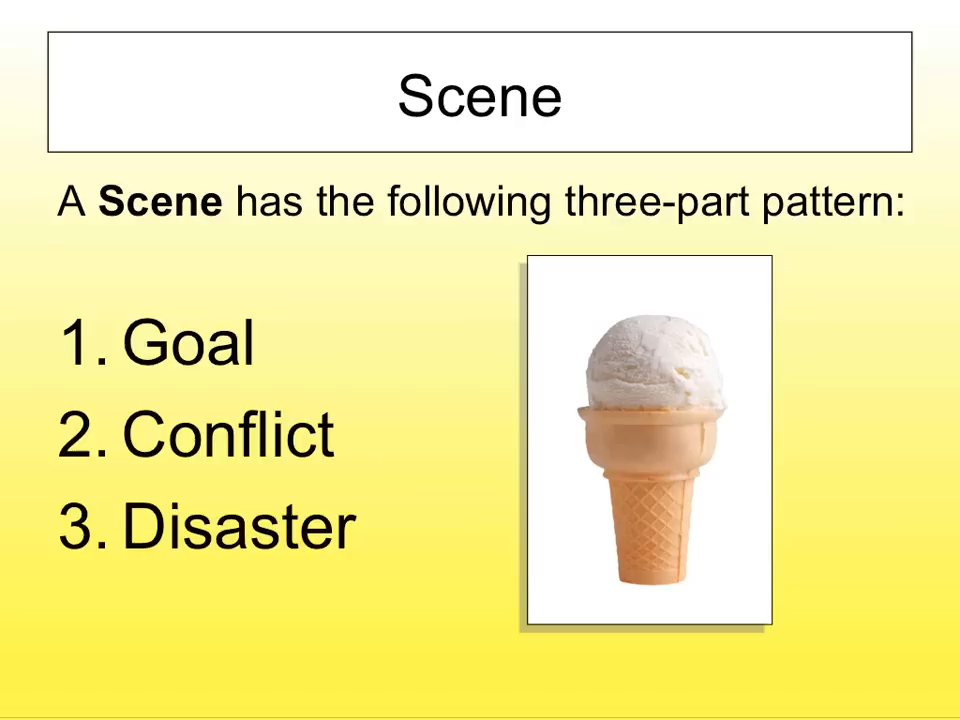 Scene
A Scene has the following three-part pattern:
1. Goal
2. Conflict
3. Disaster